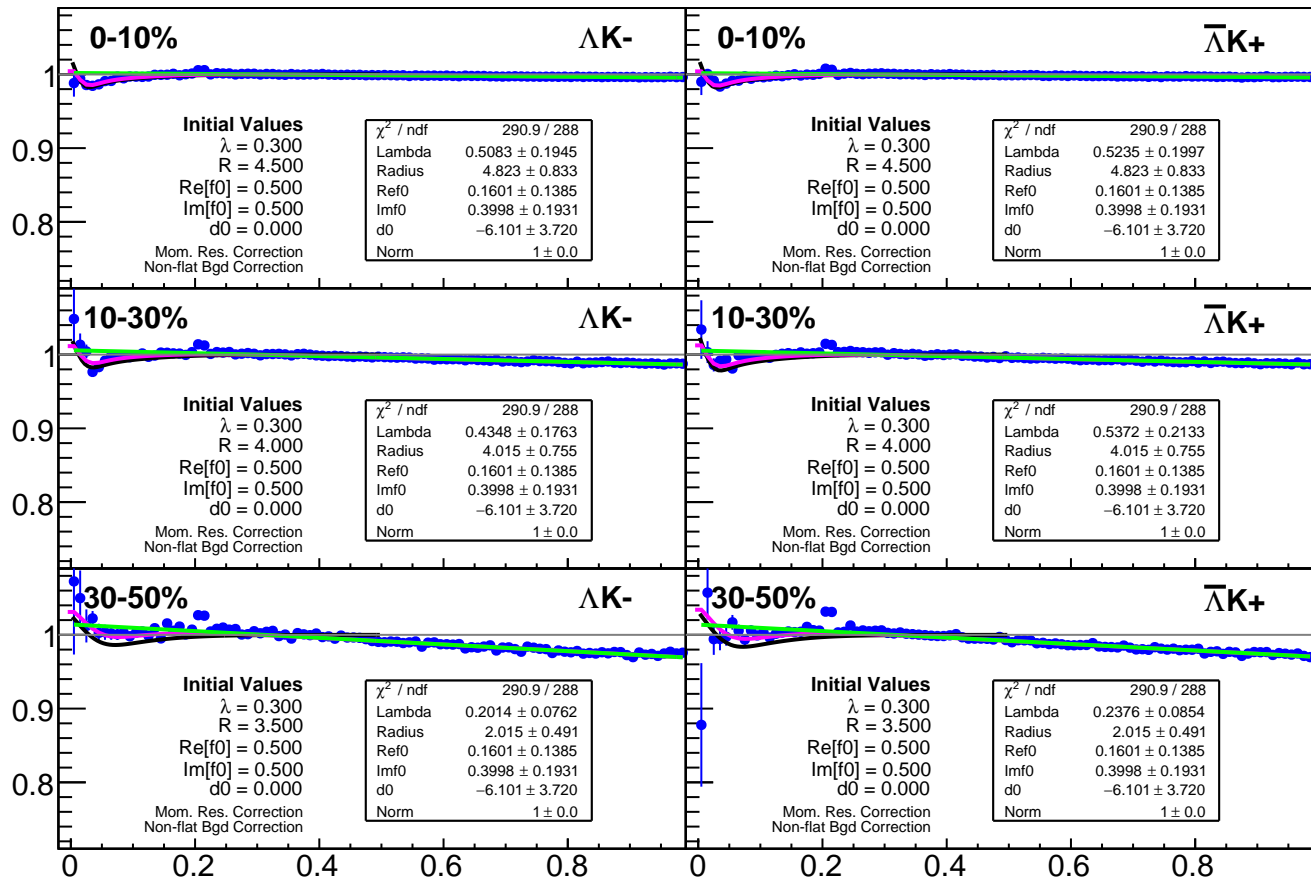 0-10%
ΛK-
Initial Values
λ = 0.300
R = 4.500
Re[f0] = 0.500
Im[f0] = 0.500
d0 = 0.000
Mom. Res. Correction
Non-flat Bgd Correction
χ² / ndf 290.9 / 288
Lambda 0.5083 ± 0.1945
Radius 4.823 ± 0.833
Ref0 0.1601 ± 0.1385
Imf0 0.3998 ± 0.1931
d0 −6.101 ± 3.720
Norm 1 ± 0.0
1
0.9
0.8
0-10%
Λ̅K+
Initial Values
λ = 0.300
R = 4.500
Re[f0] = 0.500
Im[f0] = 0.500
d0 = 0.000
Mom. Res. Correction
Non-flat Bgd Correction
χ² / ndf 290.9 / 288
Lambda 0.5235 ± 0.1997
Radius 4.823 ± 0.833
Ref0 0.1601 ± 0.1385
Imf0 0.3998 ± 0.1931
d0 −6.101 ± 3.720
Norm 1 ± 0.0
10-30%
ΛK-
Initial Values
λ = 0.300
R = 4.000
Re[f0] = 0.500
Im[f0] = 0.500
d0 = 0.000
Mom. Res. Correction
Non-flat Bgd Correction
χ² / ndf 290.9 / 288
Lambda 0.4348 ± 0.1763
Radius 4.015 ± 0.755
Ref0 0.1601 ± 0.1385
Imf0 0.3998 ± 0.1931
d0 −6.101 ± 3.720
Norm 1 ± 0.0
1
0.9
0.8
10-30%
Λ̅K+
Initial Values
λ = 0.300
R = 4.000
Re[f0] = 0.500
Im[f0] = 0.500
d0 = 0.000
Mom. Res. Correction
Non-flat Bgd Correction
χ² / ndf 290.9 / 288
Lambda 0.5372 ± 0.2133
Radius 4.015 ± 0.755
Ref0 0.1601 ± 0.1385
Imf0 0.3998 ± 0.1931
d0 −6.101 ± 3.720
Norm 1 ± 0.0
30-50%
ΛK-
Initial Values
λ = 0.300
R = 3.500
Re[f0] = 0.500
Im[f0] = 0.500
d0 = 0.000
Mom. Res. Correction
Non-flat Bgd Correction
χ² / ndf 290.9 / 288
Lambda 0.2014 ± 0.0762
Radius 2.015 ± 0.491
Ref0 0.1601 ± 0.1385
Imf0 0.3998 ± 0.1931
d0 −6.101 ± 3.720
Norm 1 ± 0.0
1
0.9
0.8
30-50%
Λ̅K+
Initial Values
λ = 0.300
R = 3.500
Re[f0] = 0.500
Im[f0] = 0.500
d0 = 0.000
Mom. Res. Correction
Non-flat Bgd Correction
χ² / ndf 290.9 / 288
Lambda 0.2376 ± 0.0854
Radius 2.015 ± 0.491
Ref0 0.1601 ± 0.1385
Imf0 0.3998 ± 0.1931
d0 −6.101 ± 3.720
Norm 1 ± 0.0
0 0.2 0.4 0.6 0.8 0 0.2 0.4 0.6 0.8